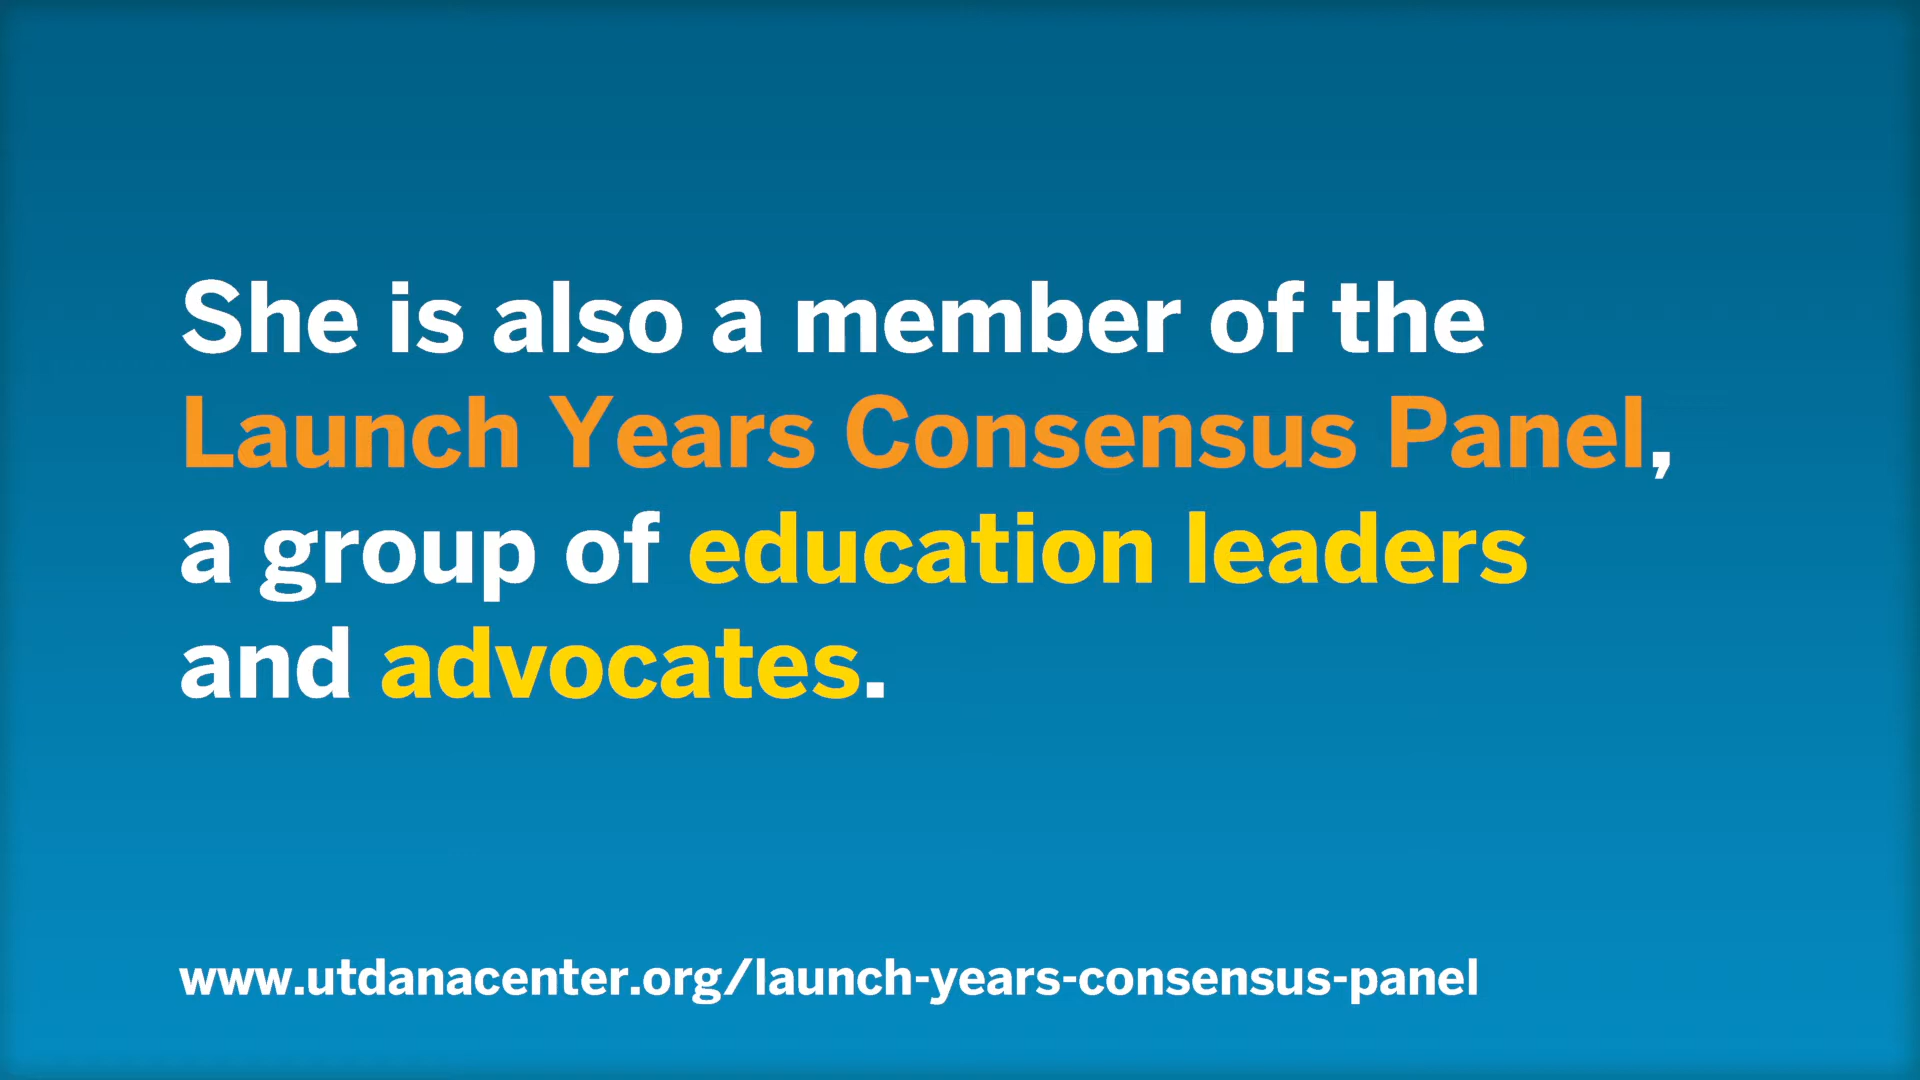 She is also a member of the
Launch Years Consensus Panel,
a group of education leaders
and advocates.
www.utdanacenter.org/launch-years-consensus-panel